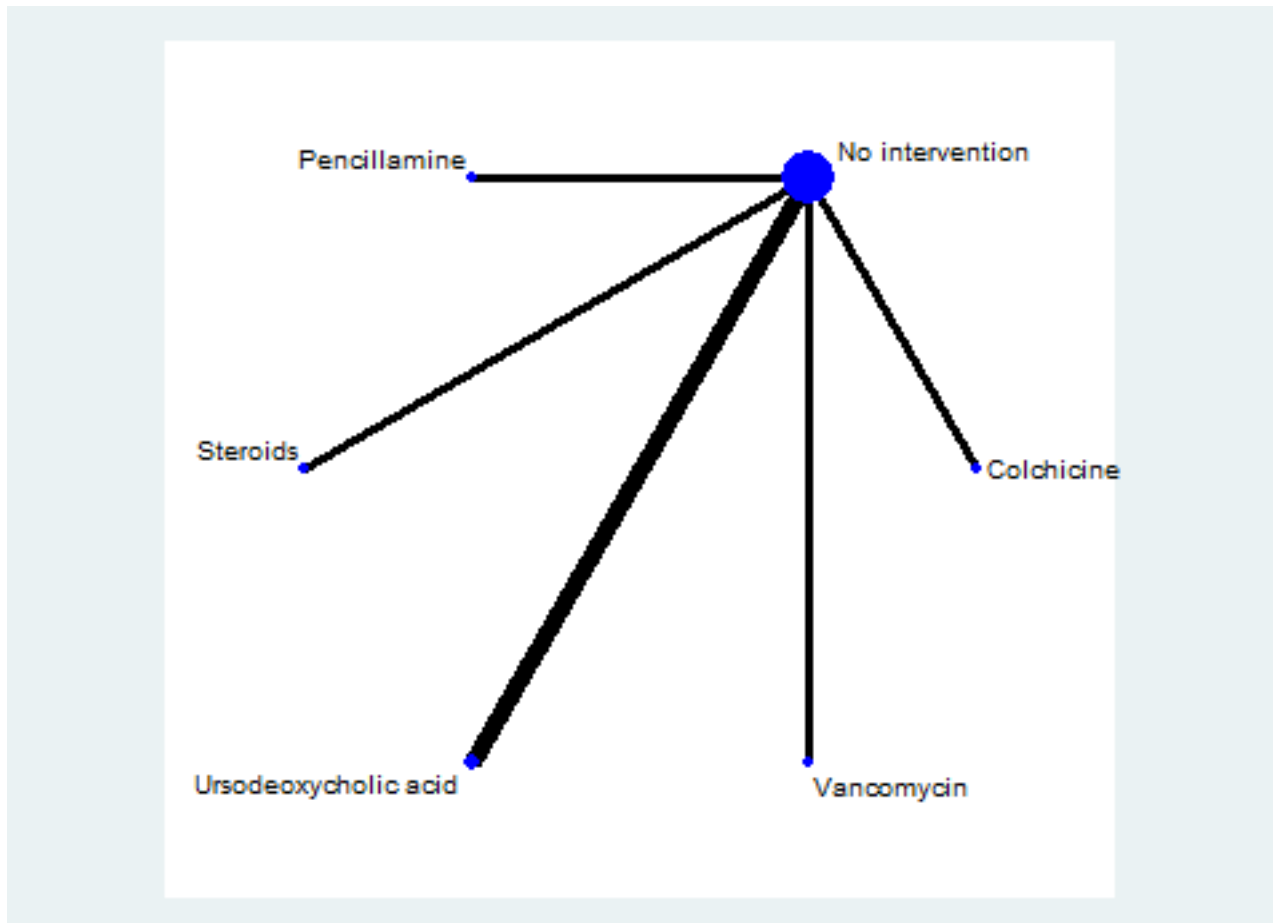 No intervention
Pencillamine
Steroids
Colchicine
Ursodeoxycholic acid
Vancomycin